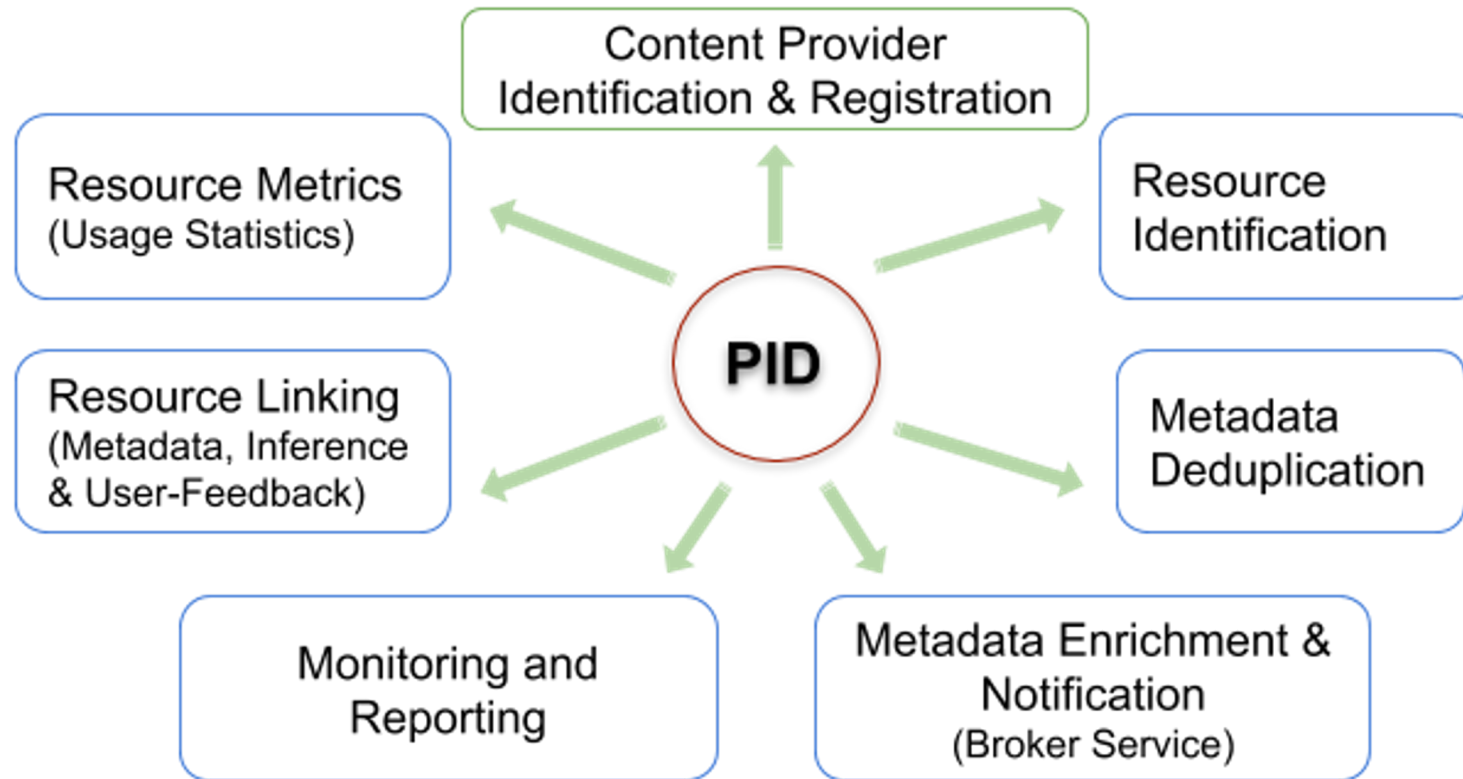 Content Provider
Identification & Registration
Resource Metrics
(Usage Statistics)
Resource
Identification
PID
Resource Linking
(Metadata, Inference
& User-Feedback)
Metadata
Deduplication
Monitoring and
Reporting
Metadata Enrichment &
Notification
(Broker Service)